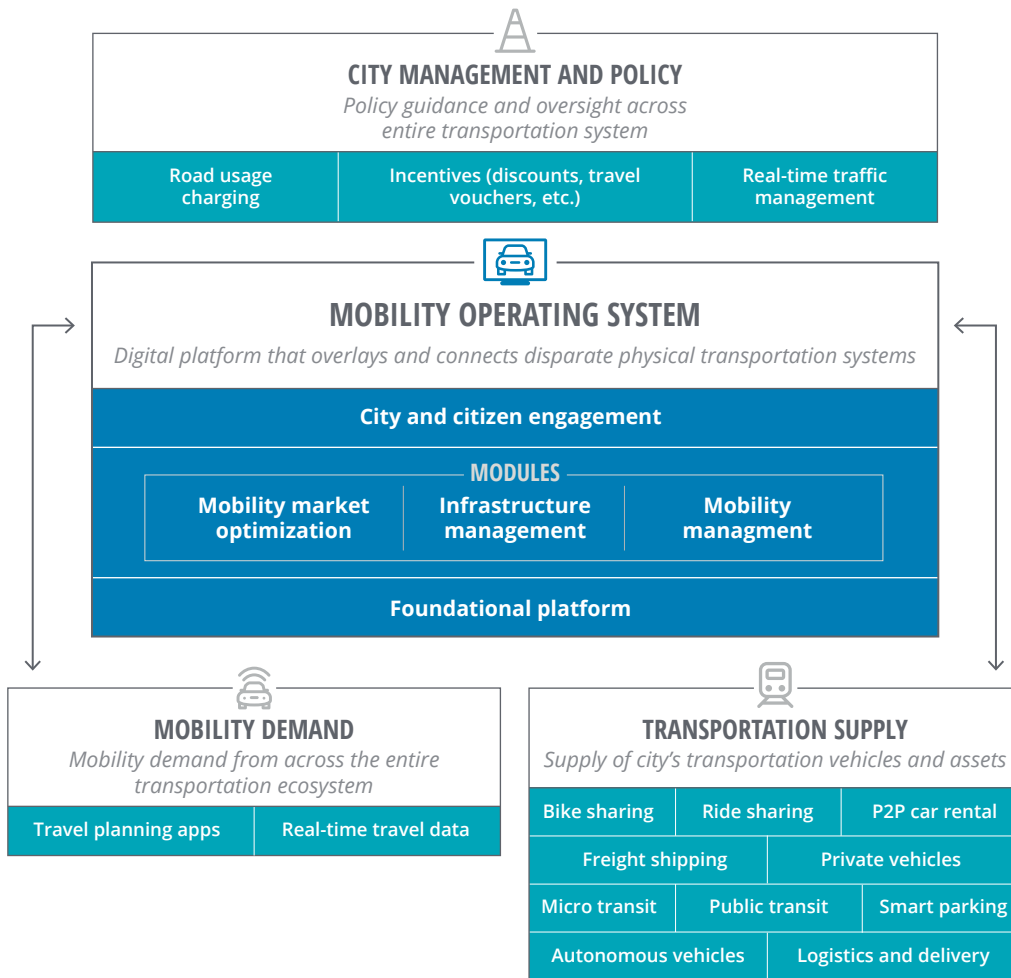 CITY MANAGEMENT AND POLICY
Policy guidance and oversight across
entire transportation system
Road usage
charging
Incentives (discounts, travel
vouchers, etc.)
Real-time traffic
management
MOBILITY OPERATING SYSTEM
Digital platform that overlays and connects disparate physical transportation systems
City and citizen engagement
MODULES
Mobility market
optimization
Infrastructure
management
Mobility
managment
Foundational platform
MOBILITY DEMAND
Mobility demand from across the entire
transportation ecosystem
Travel planning apps
Real-time travel data
TRANSPORTATION SUPPLY
Supply of city’s transportation vehicles and assets
Bike sharing
Ride sharing
P2P car rental
Freight shipping
Private vehicles
Micro transit
Public transit
Smart parking
Autonomous vehicles
Logistics and delivery